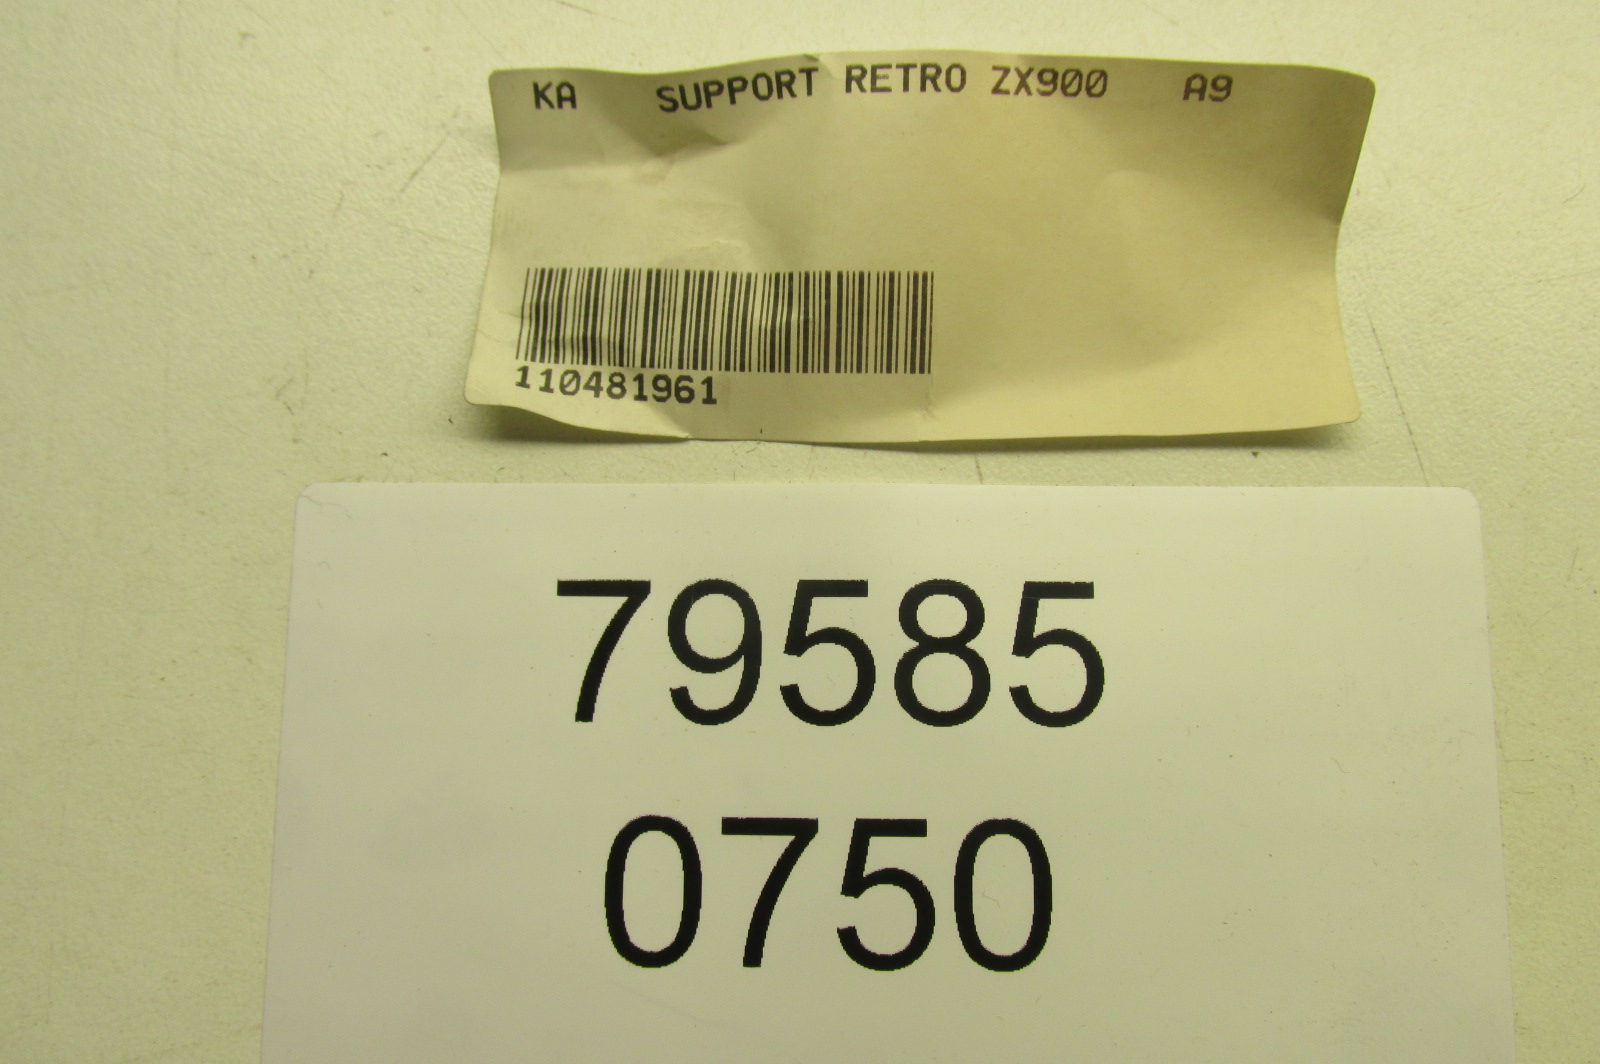 KA SUPPORT RETRO ZX900 A9
110481961
79585
0750